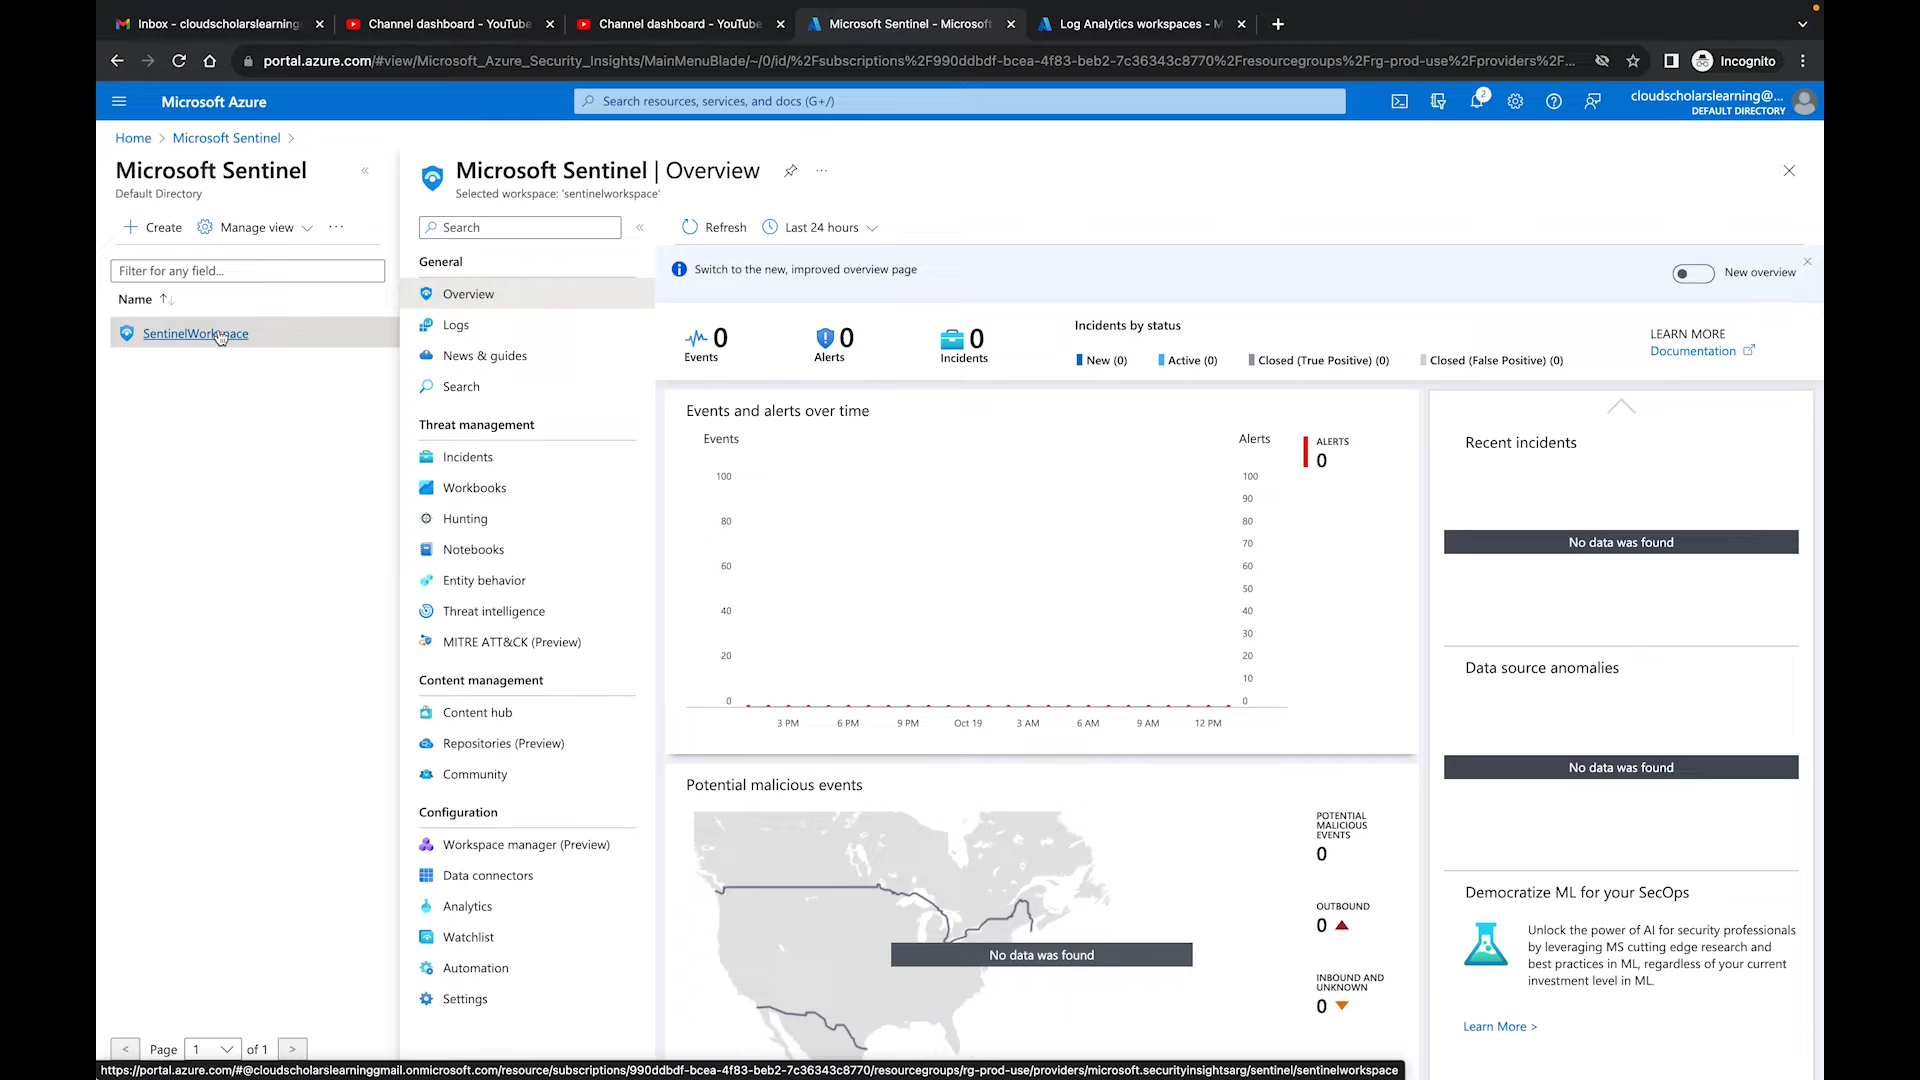 Inbox - cloudscholarslearning
Channel dashboard - YouTube
Channel dashboard - YouTube
Microsoft Sentinel - Microsoft
Log Analytics workspaces - M
portal.azure.com/#view/Microsoft_Azure_Security_Insights/MainMenuBlade/~/0/id/%2Fsubscriptions%2F990ddbdf-bcea-4f83-beb2-7c36343c8770%2Fresourcegroups%2Frg-prod-use%2Fproviders%2F...
Incognito
Microsoft Azure
Search resources, services, and docs (G+/)
2
cloudscholarslearning@...
DEFAULT DIRECTORY
Home > Microsoft Sentinel >
Microsoft Sentinel
Default Directory
Create
Manage view
Filter for any field...
Name
SentinelWorkspace
< Page 1 of 1 >
Microsoft Sentinel | Overview
Selected workspace: 'sentinelworkspace'
Search
General
Overview
Logs
News & guides
Search
Threat management
Incidents
Workbooks
Hunting
Notebooks
Entity behavior
Threat intelligence
MITRE ATT&CK (Preview)
Content management
Content hub
Repositories (Preview)
Community
Configuration
Workspace manager (Preview)
Data connectors
Analytics
Watchlist
Automation
Settings
Refresh
Last 24 hours
Switch to the new, improved overview page
New overview
0
Events
0
Alerts
0
Incidents
Incidents by status
New (0)
Active (0)
Closed (True Positive) (0)
Closed (False Positive) (0)
LEARN MORE
Documentation
Events and alerts over time
Events
Alerts
100
80
60
40
20
0
100
90
80
70
60
50
40
30
20
10
0
3 PM
6 PM
9 PM
Oct 19
3 AM
6 AM
9 AM
12 PM
ALERTS
0
Potential malicious events
No data was found
POTENTIAL
MALICIOUS
EVENTS
0
OUTBOUND
0
INBOUND AND
UNKNOWN
0
Recent incidents
No data was found
Data source anomalies
No data was found
Democratize ML for your SecOps
Unlock the power of AI for security professionals
by leveraging MS cutting edge research and
best practices in ML, regardless of your current
investment level in ML.
Learn More >
https://portal.azure.com/#@cloudscholarslearninggmail.onmicrosoft.com/resource/subscriptions/990ddbdf-bcea-4f83-beb2-7c36343c8770/resourcegroups/rg-prod-use/providers/microsoft.securityinsightsarg/sentinel/sentinelworkspace